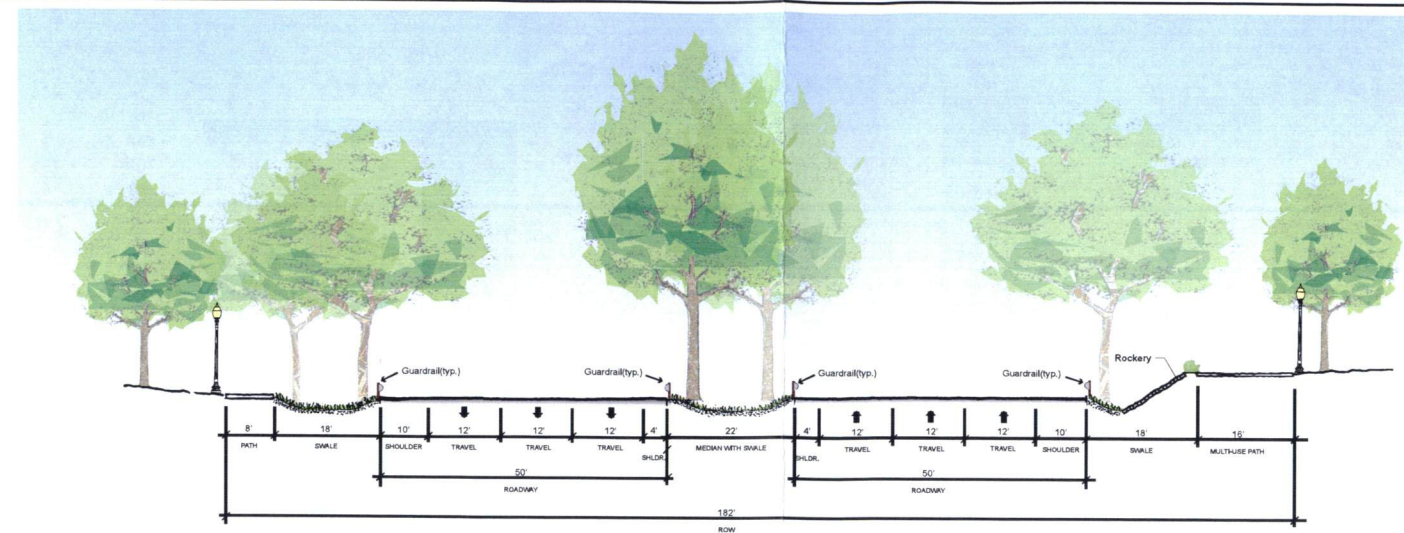 Rockery
Guardrail(typ.)
Guardrail(typ.)
Guardrail(typ.)
Guardrail(typ.)
8' 18' 10' 12' 12' 12' 4' 22' 4' 12' 12' 12' 10' 18' 16'
PATH SWALE SHOULDER TRAVEL TRAVEL TRAVEL SHLDR. MEDIAN WITH SWALE SHLDR. TRAVEL TRAVEL TRAVEL SHOULDER SWALE MULTI-USE PATH
50' 50'
ROADWAY ROADWAY
182'
ROW